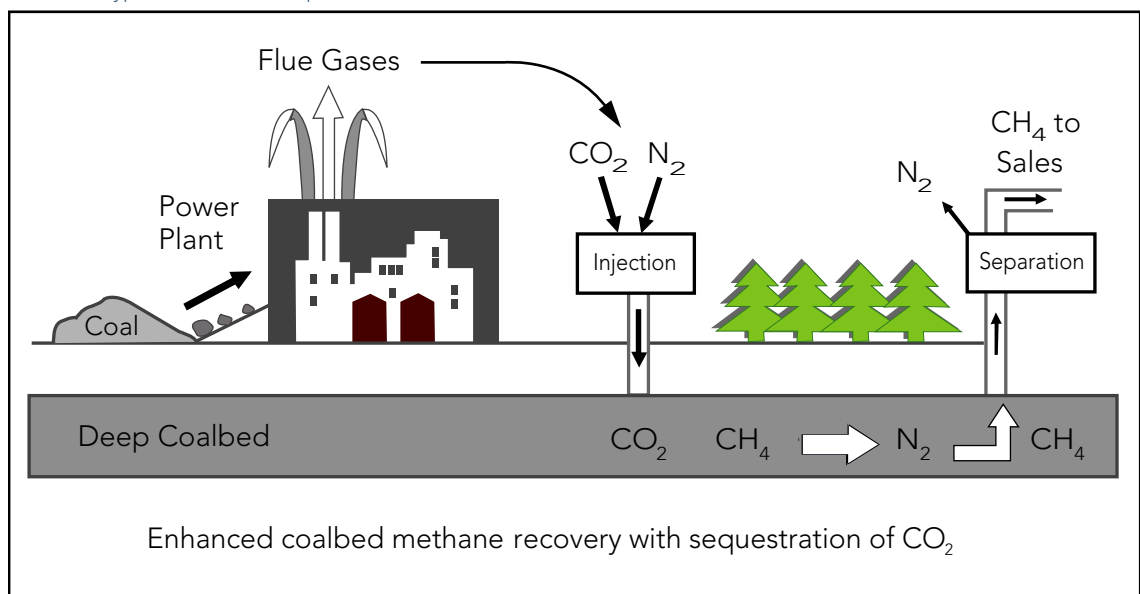 Flue Gases
CO₂ N₂
CH₄ to
Sales
N₂
Power
Plant
Injection
Separation
Coal
Deep Coalbed
CO₂ CH₄ N₂ CH₄
Enhanced coalbed methane recovery with sequestration of CO₂